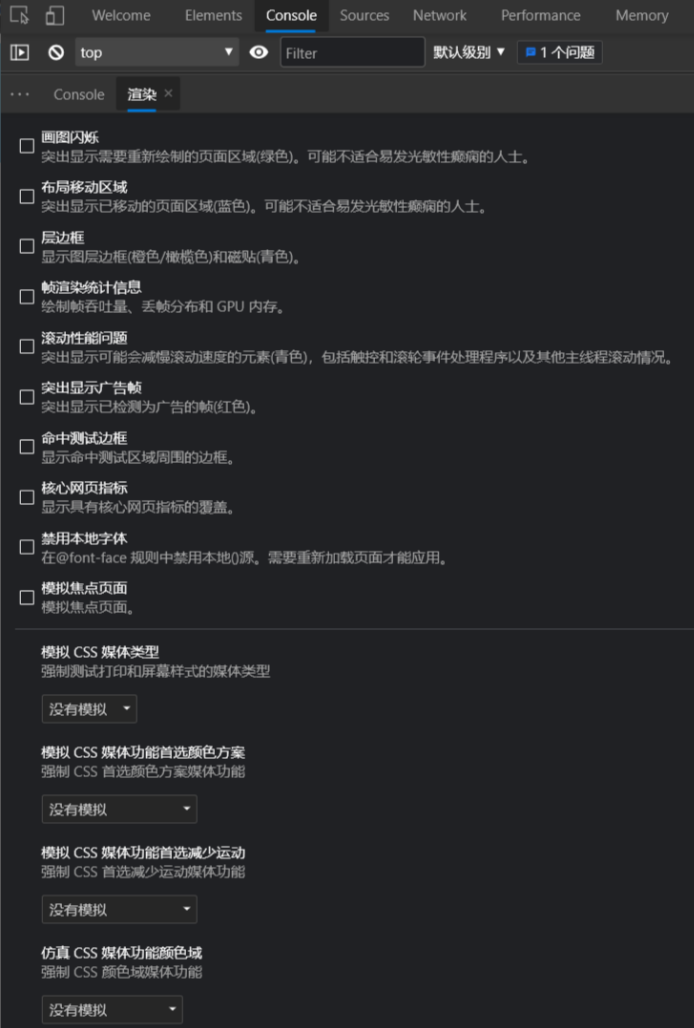 Welcome Elements Console Sources Network Performance Memory
top Filter 默认级别 1 个问题
Console 渲染
画图闪烁
突出显示需要重新绘制的页面区域(绿色)。可能不适合易发光敏性癫痫的人士。
布局移动区域
突出显示已移动的页面区域(蓝色)。可能不适合易发光敏性癫痫的人士。
层边框
显示图层边框(橙色/橄榄色)和磁贴(青色)。
帧渲染统计信息
绘制帧吞吐量、丢帧分布和 GPU 内存。
滚动性能问题
突出显示可能会减慢滚动速度的元素(青色)，包括触控和滚轮事件处理程序以及其他主线程滚动情况。
突出显示广告帧
突出显示已检测为广告的帧(红色)。
命中测试边框
显示命中测试区域周围的边框。
核心网页指标
显示具有核心网页指标的覆盖。
禁用本地字体
在@font-face 规则中禁用本地()源。需要重新加载页面才能应用。
模拟焦点页面
模拟焦点页面。
模拟 CSS 媒体类型
强制测试打印和屏幕样式的媒体类型
没有模拟
模拟 CSS 媒体功能首选颜色方案
强制 CSS 首选颜色方案媒体功能
没有模拟
模拟 CSS 媒体功能首选减少运动
强制 CSS 首选减少运动媒体功能
没有模拟
仿真 CSS 媒体功能颜色域
强制 CSS 颜色域媒体功能
没有模拟